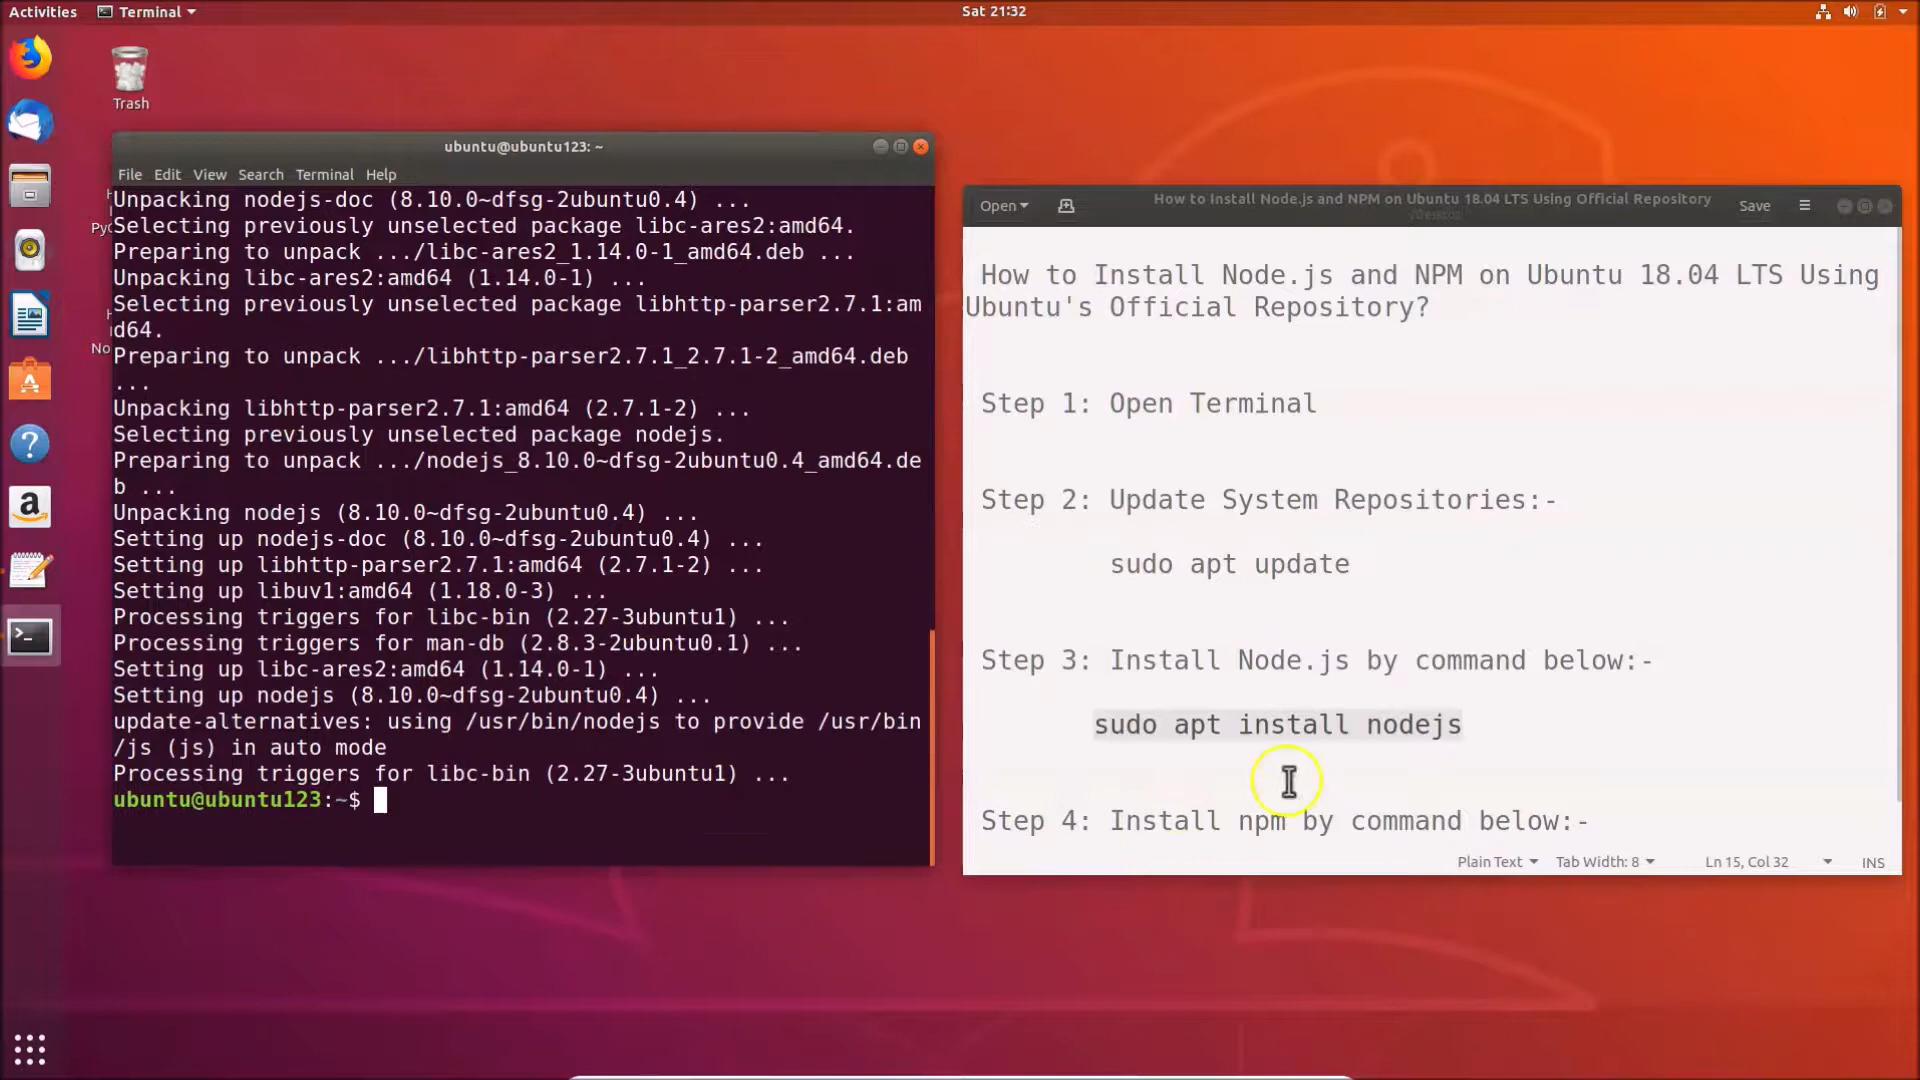 Activities
Terminal
Sat 21:32
Trash
ubuntu@ubuntu123: ~
File Edit View Search Terminal Help
Unpacking nodejs-doc (8.10.0~dfsg-2ubuntu0.4) ...
Selecting previously unselected package libc-ares2:amd64.
Preparing to unpack .../libc-ares2_1.14.0-1_amd64.deb ...
Unpacking libc-ares2:amd64 (1.14.0-1) ...
Selecting previously unselected package libhttp-parser2.7.1:am
d64.
Preparing to unpack .../libhttp-parser2.7.1_2.7.1-2_amd64.deb
...
Unpacking libhttp-parser2.7.1:amd64 (2.7.1-2) ...
Selecting previously unselected package nodejs.
Preparing to unpack .../nodejs_8.10.0~dfsg-2ubuntu0.4_amd64.de
b ...
Unpacking nodejs (8.10.0~dfsg-2ubuntu0.4) ...
Setting up nodejs-doc (8.10.0~dfsg-2ubuntu0.4) ...
Setting up libhttp-parser2.7.1:amd64 (2.7.1-2) ...
Setting up libuv1:amd64 (1.18.0-3) ...
Processing triggers for libc-bin (2.27-3ubuntu1) ...
Processing triggers for man-db (2.8.3-2ubuntu0.1) ...
Setting up libc-ares2:amd64 (1.14.0-1) ...
Setting up nodejs (8.10.0~dfsg-2ubuntu0.4) ...
update-alternatives: using /usr/bin/nodejs to provide /usr/bin
/js (js) in auto mode
Processing triggers for libc-bin (2.27-3ubuntu1) ...
ubuntu@ubuntu123:~$
Open
How to Install Node.js and NPM on Ubuntu 18.04 LTS Using Official Repository
Save
How to Install Node.js and NPM on Ubuntu 18.04 LTS Using
Ubuntu's Official Repository?
Step 1: Open Terminal
Step 2: Update System Repositories:-
sudo apt update
Step 3: Install Node.js by command below:-
sudo apt install nodejs
Step 4: Install npm by command below:-
Plain Text Tab Width: 8 Ln 15, Col 32 INS